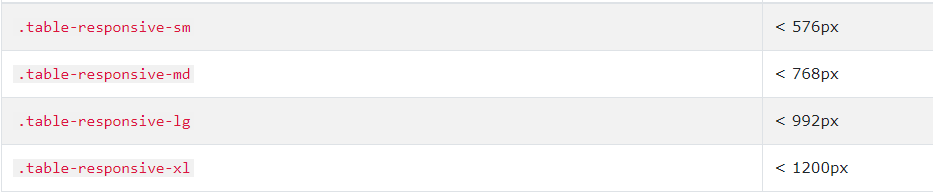 .table-responsive-sm < 576px
.table-responsive-md < 768px
.table-responsive-lg < 992px
.table-responsive-xl < 1200px